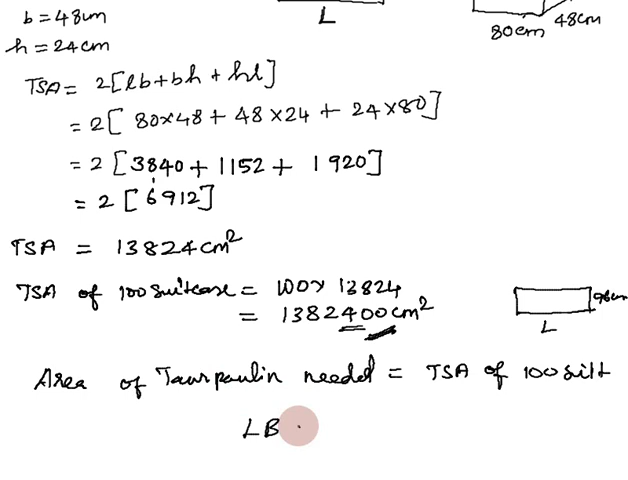 b = 48cm
L
80cm
48cm
h = 24cm
TSA = 2[lb+bh + hl]
= 2[ 80×48 + 48×24 + 24×80]
= 2 [3840 + 1152 + 1920]
= 2 [6912]
TSA = 13824cm²
TSA of 100 Suitcase = 100× 13824
= 1382400cm²
96cm
L
Area of Taurpaulin needed = TSA of 100 Suit
LB